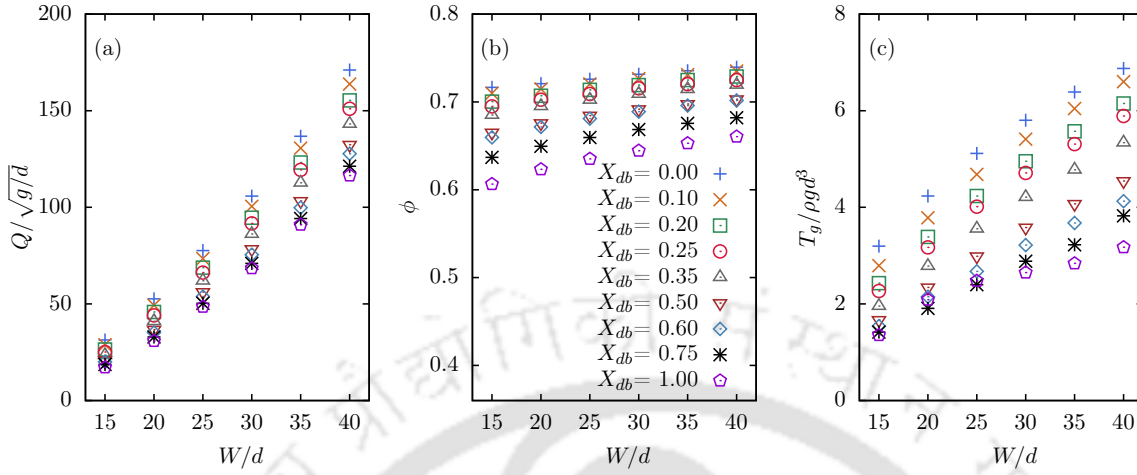 (a)
200
150
100
50
0
15 20 25 30 35 40
Q/√g/d
W/d
(b)
0.8
0.7
0.6
0.5
0.4
15 20 25 30 35 40
ϕ
W/d
X_db= 0.00
X_db= 0.10
X_db= 0.20
X_db= 0.25
X_db= 0.35
X_db= 0.50
X_db= 0.60
X_db= 0.75
X_db= 1.00
(c)
8
6
4
2
0
15 20 25 30 35 40
T_g/ρgd³
W/d